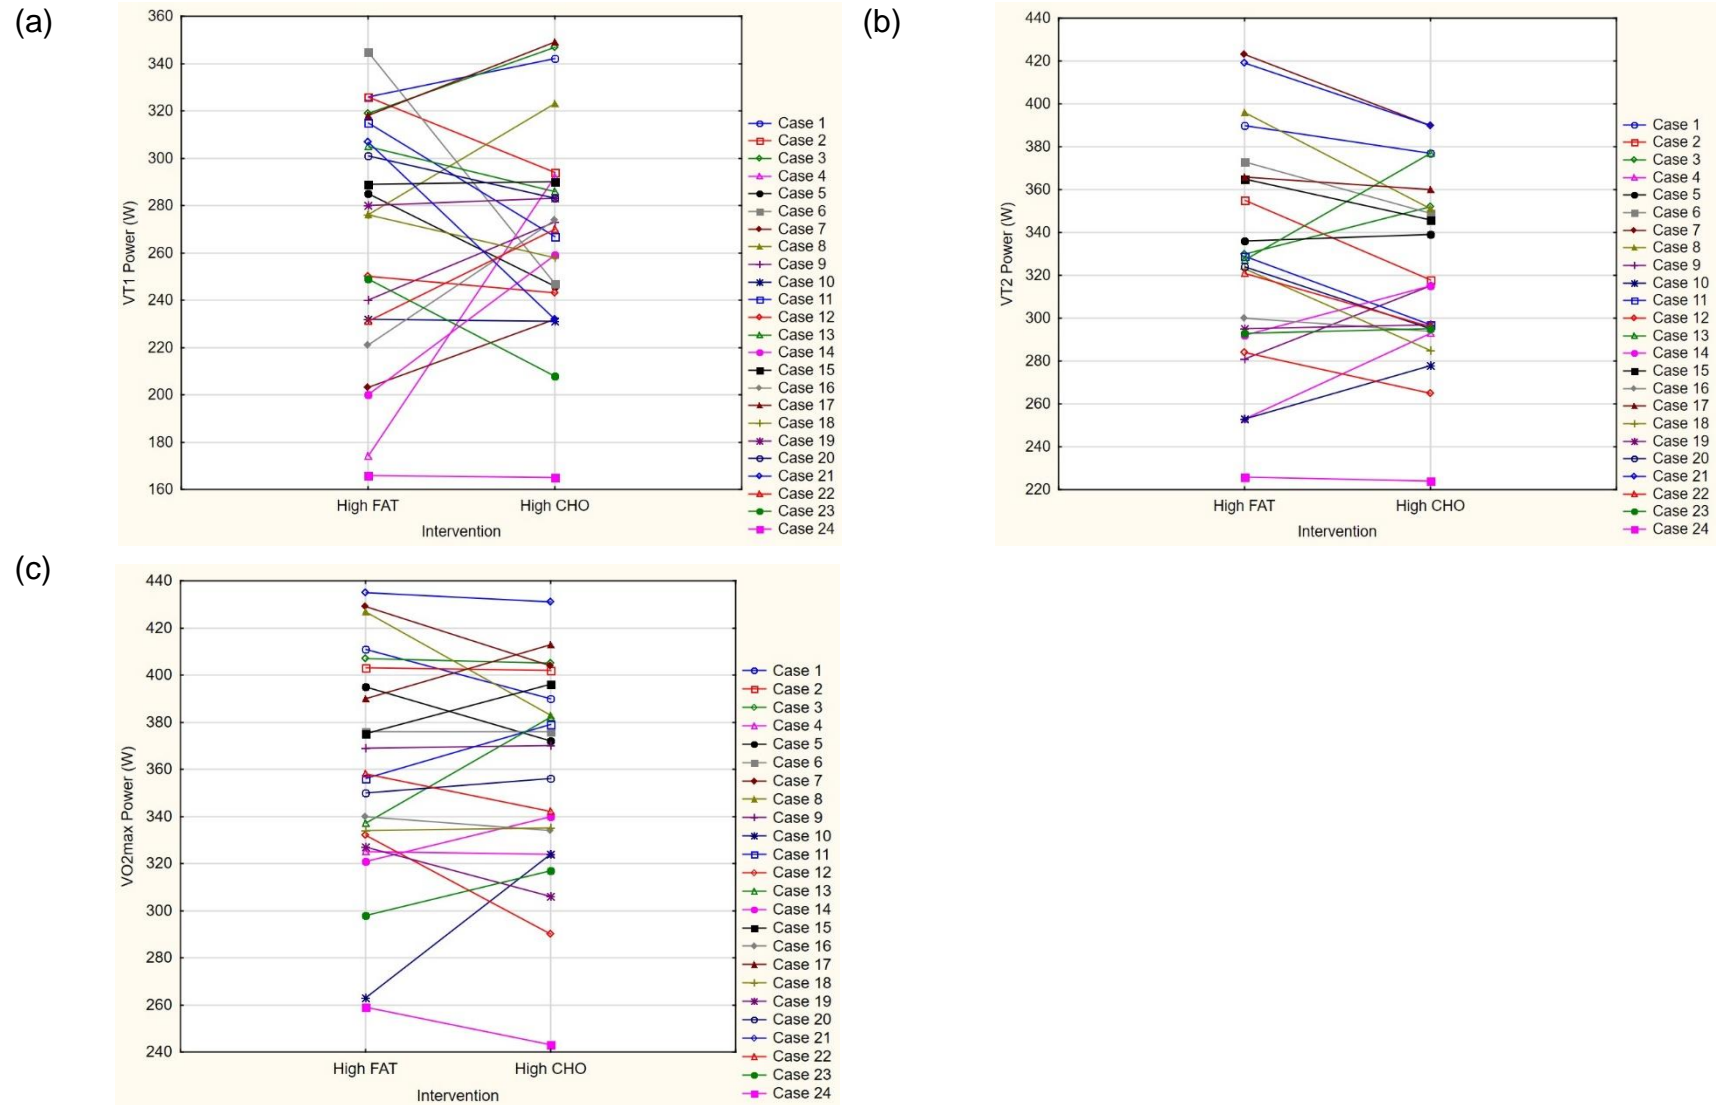 (a)
360
340
320
300
280
260
240
220
200
180
160
VT1 Power (W)
High FAT
High CHO
Intervention
Case 1
Case 2
Case 3
Case 4
Case 5
Case 6
Case 7
Case 8
Case 9
Case 10
Case 11
Case 12
Case 13
Case 14
Case 15
Case 16
Case 17
Case 18
Case 19
Case 20
Case 21
Case 22
Case 23
Case 24
(b)
440
420
400
380
360
340
320
300
280
260
240
220
VT2 Power (W)
High FAT
High CHO
Intervention
Case 1
Case 2
Case 3
Case 4
Case 5
Case 6
Case 7
Case 8
Case 9
Case 10
Case 11
Case 12
Case 13
Case 14
Case 15
Case 16
Case 17
Case 18
Case 19
Case 20
Case 21
Case 22
Case 23
Case 24
(c)
440
420
400
380
360
340
320
300
280
260
240
VO2max Power (W)
High FAT
High CHO
Intervention
Case 1
Case 2
Case 3
Case 4
Case 5
Case 6
Case 7
Case 8
Case 9
Case 10
Case 11
Case 12
Case 13
Case 14
Case 15
Case 16
Case 17
Case 18
Case 19
Case 20
Case 21
Case 22
Case 23
Case 24